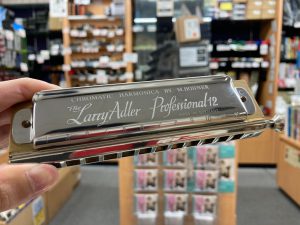 CHROMATIC HARMONICA BY M.HOHNER
The Larry Adler Professional 12